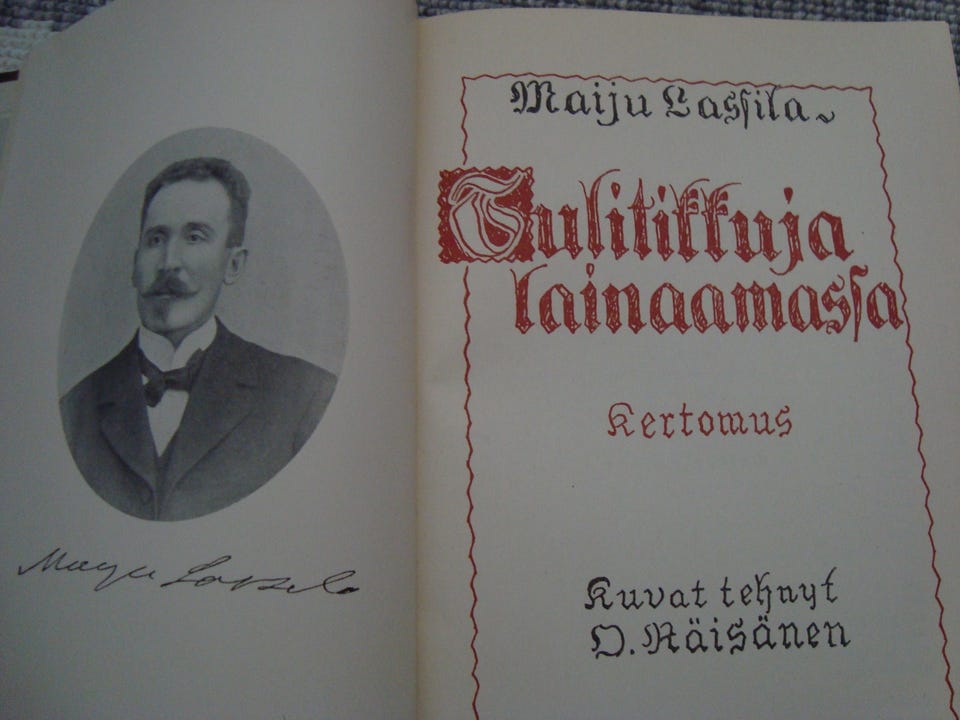 Maiju Lassila
Maiju Lassila
Tulitikkuja
lainaamassa
Kertomus
Kuvat tehnyt
O. Räisänen